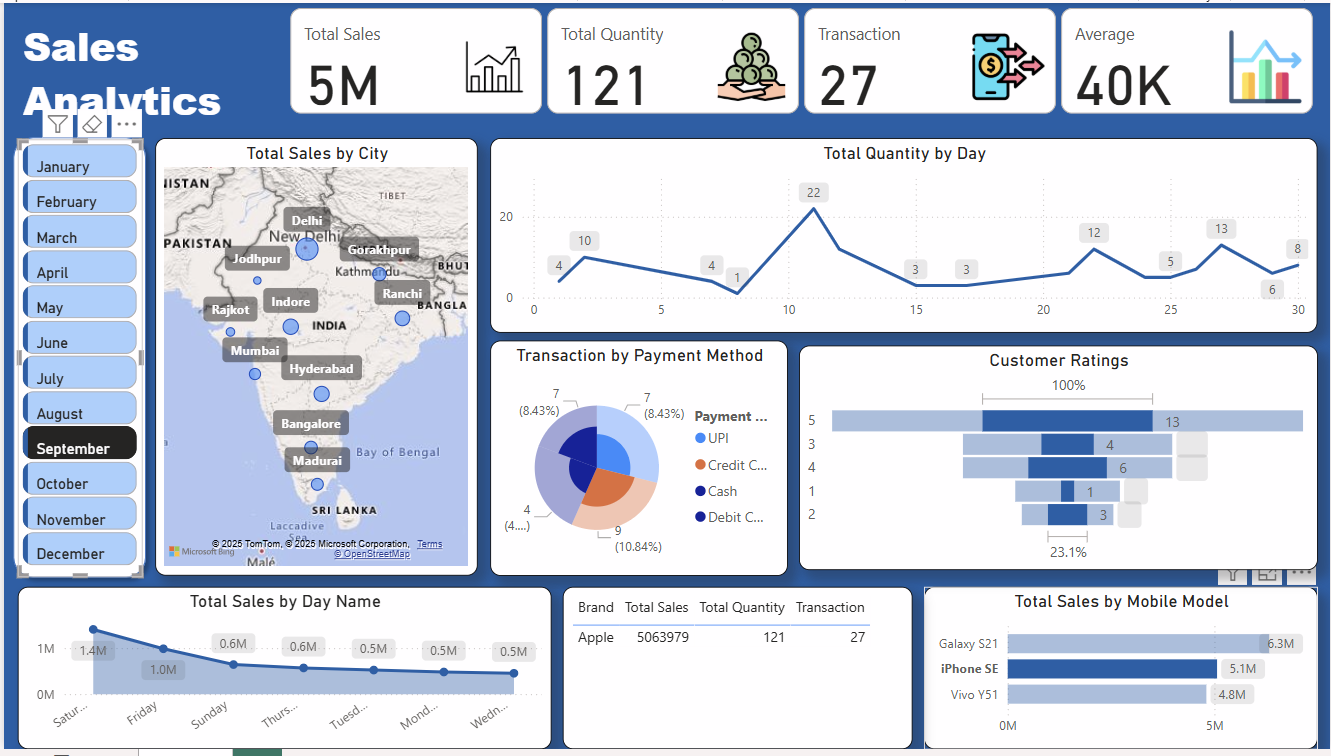 Sales
Analytics
Total Sales
5M
Total Quantity
121
Transaction
27
Average
40K
January
February
March
April
May
June
July
August
September
October
November
December
Total Sales by City
NISTAN
TIBET
Delhi
New Delhi
PAKISTAN
Jodhpur
Gorakhpur
Kathmandu
BHUT
Ranchi
Indore
Rajkot
BANGLA
INDIA
Mumbai
Hyderabad
Bangalore
Bay of Bengal
Madurai
SRI LANKA
Laccadive
Sea
© 2025 TomTom, © 2025 Microsoft Corporation, Terms
Microsoft Bing
© OpenStreetMap
Malé
Total Quantity by Day
20
0
4
10
4
1
22
3
3
12
5
13
6
8
0 5 10 15 20 25 30
Transaction by Payment Method
7
(8.43%)
7
(8.43%)
4
(4....)
9
(10.84%)
Payment ...
UPI
Credit C...
Cash
Debit C...
Customer Ratings
100%
5 13
3 4
4 6
1 1
2 3
23.1%
Total Sales by Day Name
1M
0M
1.4M
1.0M
0.6M
0.6M
0.5M
0.5M
0.5M
Satur...
Friday
Sunday
Thurs...
Tuesd...
Mond...
Wedn...
Brand Total Sales Total Quantity Transaction
Apple 5063979 121 27
Total Sales by Mobile Model
Galaxy S21 6.3M
iPhone SE 5.1M
Vivo Y51 4.8M
0M 5M